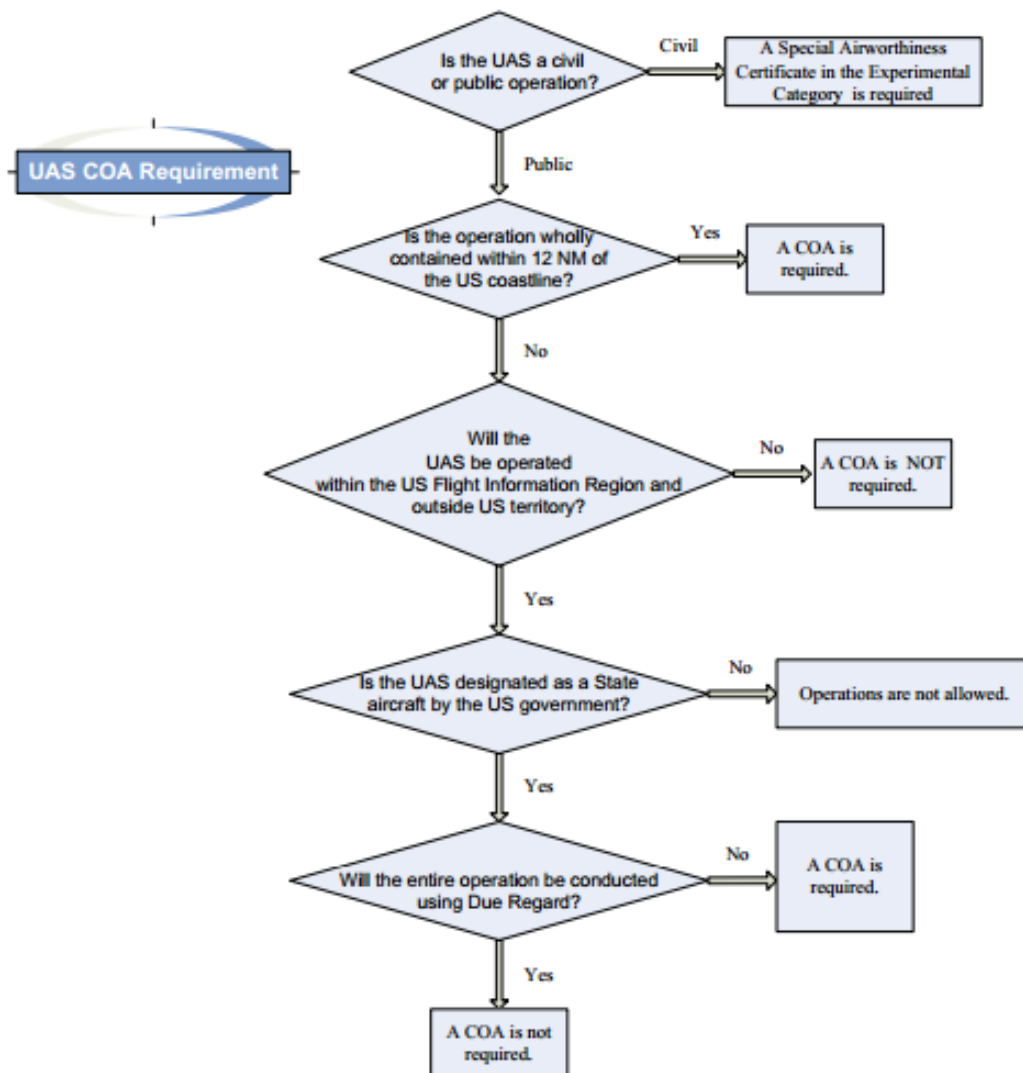 Is the UAS a civil
or public operation?
Civil
A Special Airworthiness
Certificate in the Experimental
Category is required
UAS COA Requirement
Public
Is the operation wholly
contained within 12 NM of
the US coastline?
Yes
A COA is
required.
No
Will the
UAS be operated
within the US Flight Information Region and
outside US territory?
No
A COA is NOT
required.
Yes
Is the UAS designated as a State
aircraft by the US government?
No
Operations are not allowed.
Yes
Will the entire operation be conducted
using Due Regard?
No
A COA is
required.
Yes
A COA is not
required.